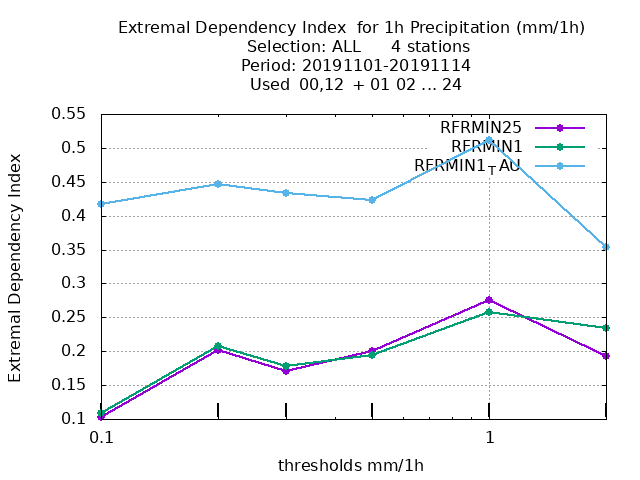 Extremal Dependency Index  for 1h Precipitation (mm/1h)
Selection: ALL      4 stations
Period: 20191101-20191114
Used  00,12  + 01 02 ... 24
RFRMIN25
RFRMIN1
RFRMIN1TAU
Extremal Dependency Index
0.55
0.5
0.45
0.4
0.35
0.3
0.25
0.2
0.15
0.1
0.1
1
thresholds mm/1h